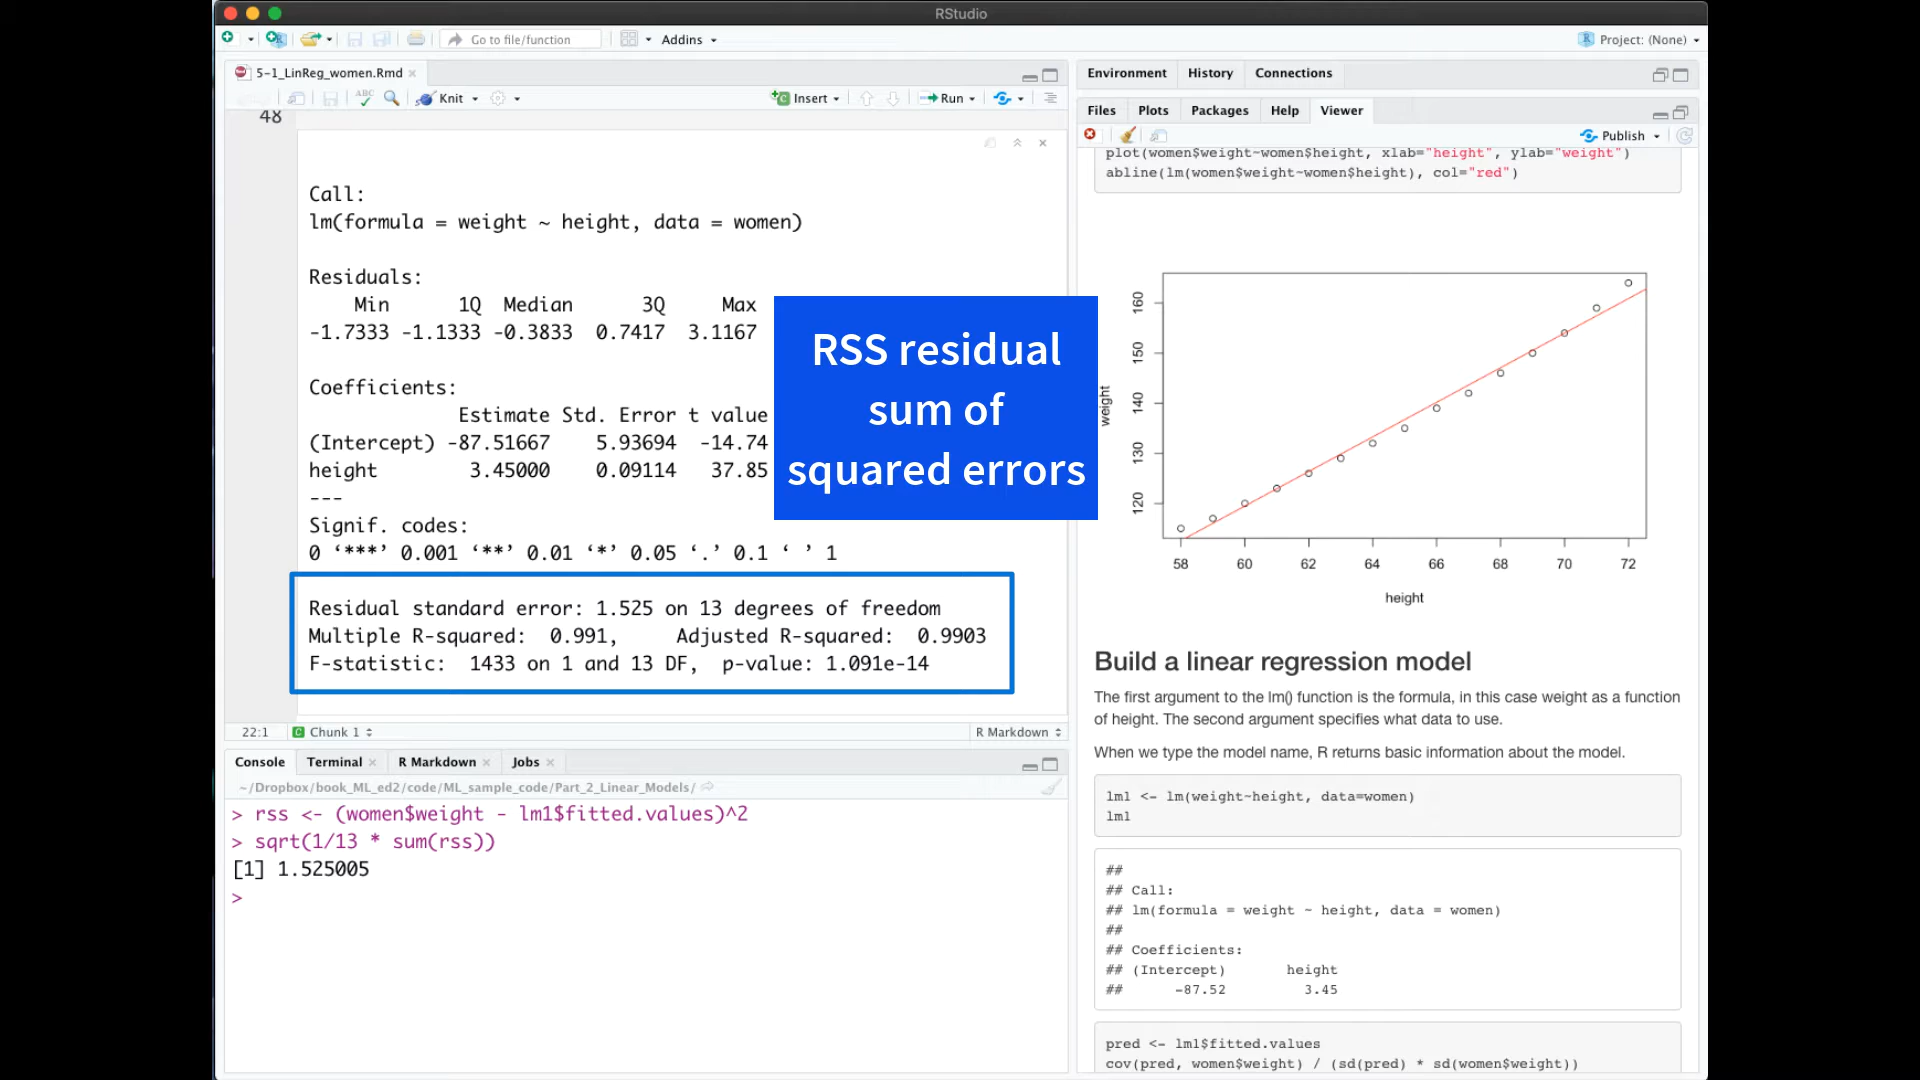 RStudio
Go to file/function
Addins
Project: (None)
5-1_LinReg_women.Rmd
ABC
Knit
Insert
Run
48
Call:
lm(formula = weight ~ height, data = women)
Residuals:
Min 1Q Median 3Q Max
-1.7333 -1.1333 -0.3833 0.7417 3.1167
Coefficients:
Estimate Std. Error t value
(Intercept) -87.51667 5.93694 -14.74
height 3.45000 0.09114 37.85
---
Signif. codes:
0 ‘***’ 0.001 ‘**’ 0.01 ‘*’ 0.05 ‘.’ 0.1 ‘ ’ 1
Residual standard error: 1.525 on 13 degrees of freedom
Multiple R-squared: 0.991, Adjusted R-squared: 0.9903
F-statistic: 1433 on 1 and 13 DF, p-value: 1.091e-14
RSS residual
sum of
squared errors
22:1 C Chunk 1 R Markdown
Console Terminal R Markdown Jobs
~/Dropbox/book_ML_ed2/code/ML_sample_code/Part_2_Linear_Models/
> rss <- (women$weight - lm1$fitted.values)^2
> sqrt(1/13 * sum(rss))
[1] 1.525005
>
Environment History Connections
Files Plots Packages Help Viewer
Publish
plot(women$weight~women$height, xlab="height", ylab="weight")
abline(lm(women$weight~women$height), col="red")
weight
160
150
140
130
120
58 60 62 64 66 68 70 72
height
Build a linear regression model
The first argument to the lm() function is the formula, in this case weight as a function
of height. The second argument specifies what data to use.
When we type the model name, R returns basic information about the model.
lm1 <- lm(weight~height, data=women)
lm1
##
## Call:
## lm(formula = weight ~ height, data = women)
##
## Coefficients:
## (Intercept) height
## -87.52 3.45
pred <- lm1$fitted.values
cov(pred, women$weight) / (sd(pred) * sd(women$weight))